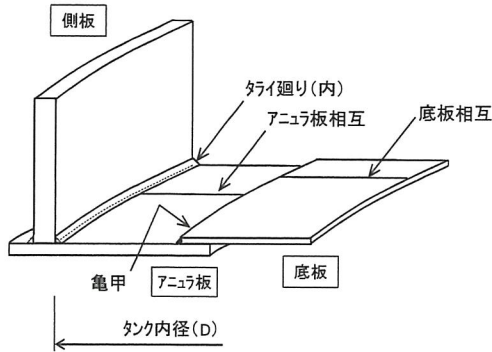 側板
タライ廻り(内)
アニュラ板相互
底板相互
亀甲
アニュラ板
底板
タンク内径(D)